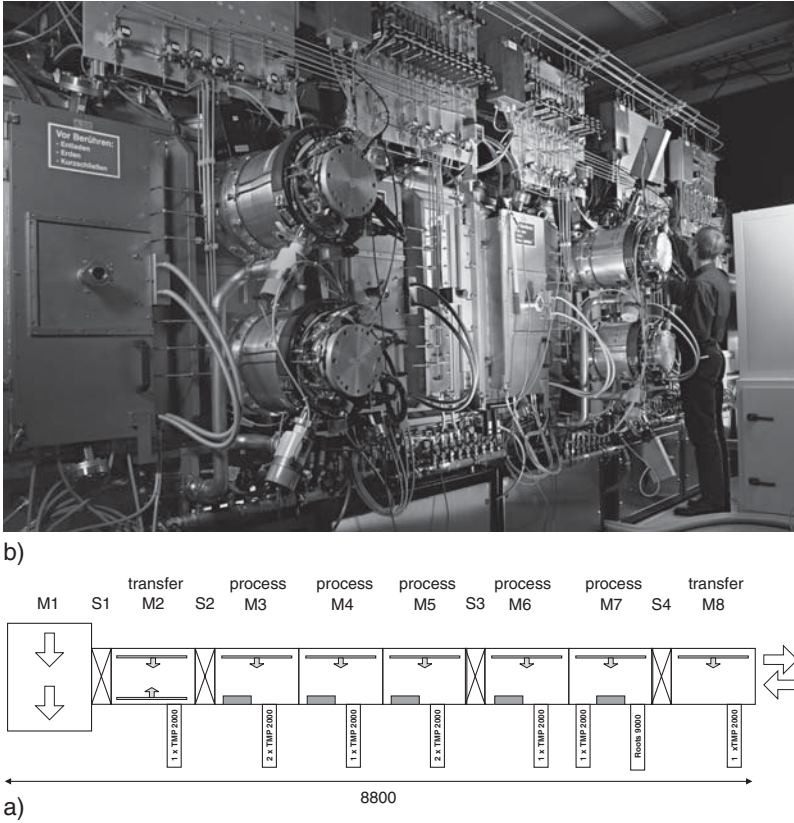 Vor Berühren:
- Entladen
- Erden
- Kurzschließen
b)
transfer process process process process process transfer
M1 S1 M2 S2 M3 M4 M5 S3 M6 M7 S4 M8
1 x TMP 2000
2 x TMP 2000
1 x TMP 2000
2 x TMP 2000
1 x TMP 2000
1 x TMP 2000
Roots 9000
1 xTMP 2000
8800
a)